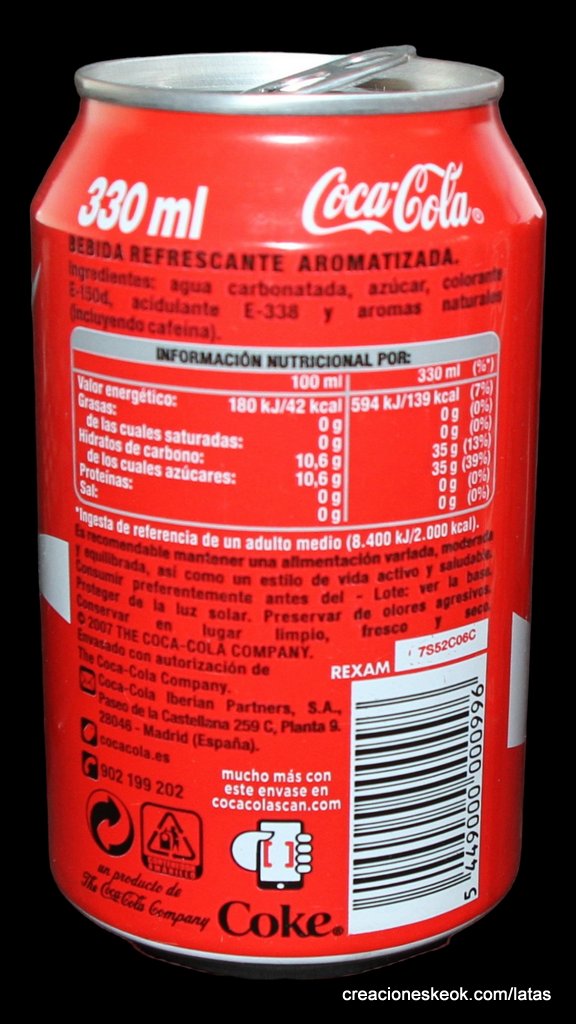 330 ml
Coca-Cola®
BEBIDA REFRESCANTE AROMATIZADA.
Ingredientes: agua carbonatada, azúcar, colorante
E-150d, acidulante E-338 y aromas naturales
(incluyendo cafeína).
INFORMACIÓN NUTRICIONAL POR:
100 ml 330 ml (%*)
Valor energético: 180 kJ/42 kcal 594 kJ/139 kcal (7%)
Grasas: 0 g 0 g (0%)
de las cuales saturadas: 0 g 0 g (0%)
Hidratos de carbono: 10,6 g 35 g (13%)
de los cuales azúcares: 10,6 g 35 g (39%)
Proteínas: 0 g 0 g (0%)
Sal: 0 g 0 g (0%)
*Ingesta de referencia de un adulto medio (8.400 kJ/2.000 kcal).
Es recomendable mantener una alimentación variada, moderada
y equilibrada, así como un estilo de vida activo y saludable.
Consumir preferentemente antes del - Lote: ver la base.
Proteger de la luz solar. Preservar de olores agresivos.
Conservar en lugar limpio, fresco y seco.
© 2007 THE COCA-COLA COMPANY.
Envasado con autorización de
The Coca-Cola Company.
Coca-Cola Iberian Partners, S.A.,
Paseo de la Castellana 259 C, Planta 9.
28046 - Madrid (España).
cocacola.es
902 199 202
REXAM
7S52C06C
mucho más con
este envase en
cocacolascan.com
5 449000 000996
CONTENEDOR
AMARILLO
un producto de
The Coca-Cola Company
Coke®
creacioneskeok.com/latas